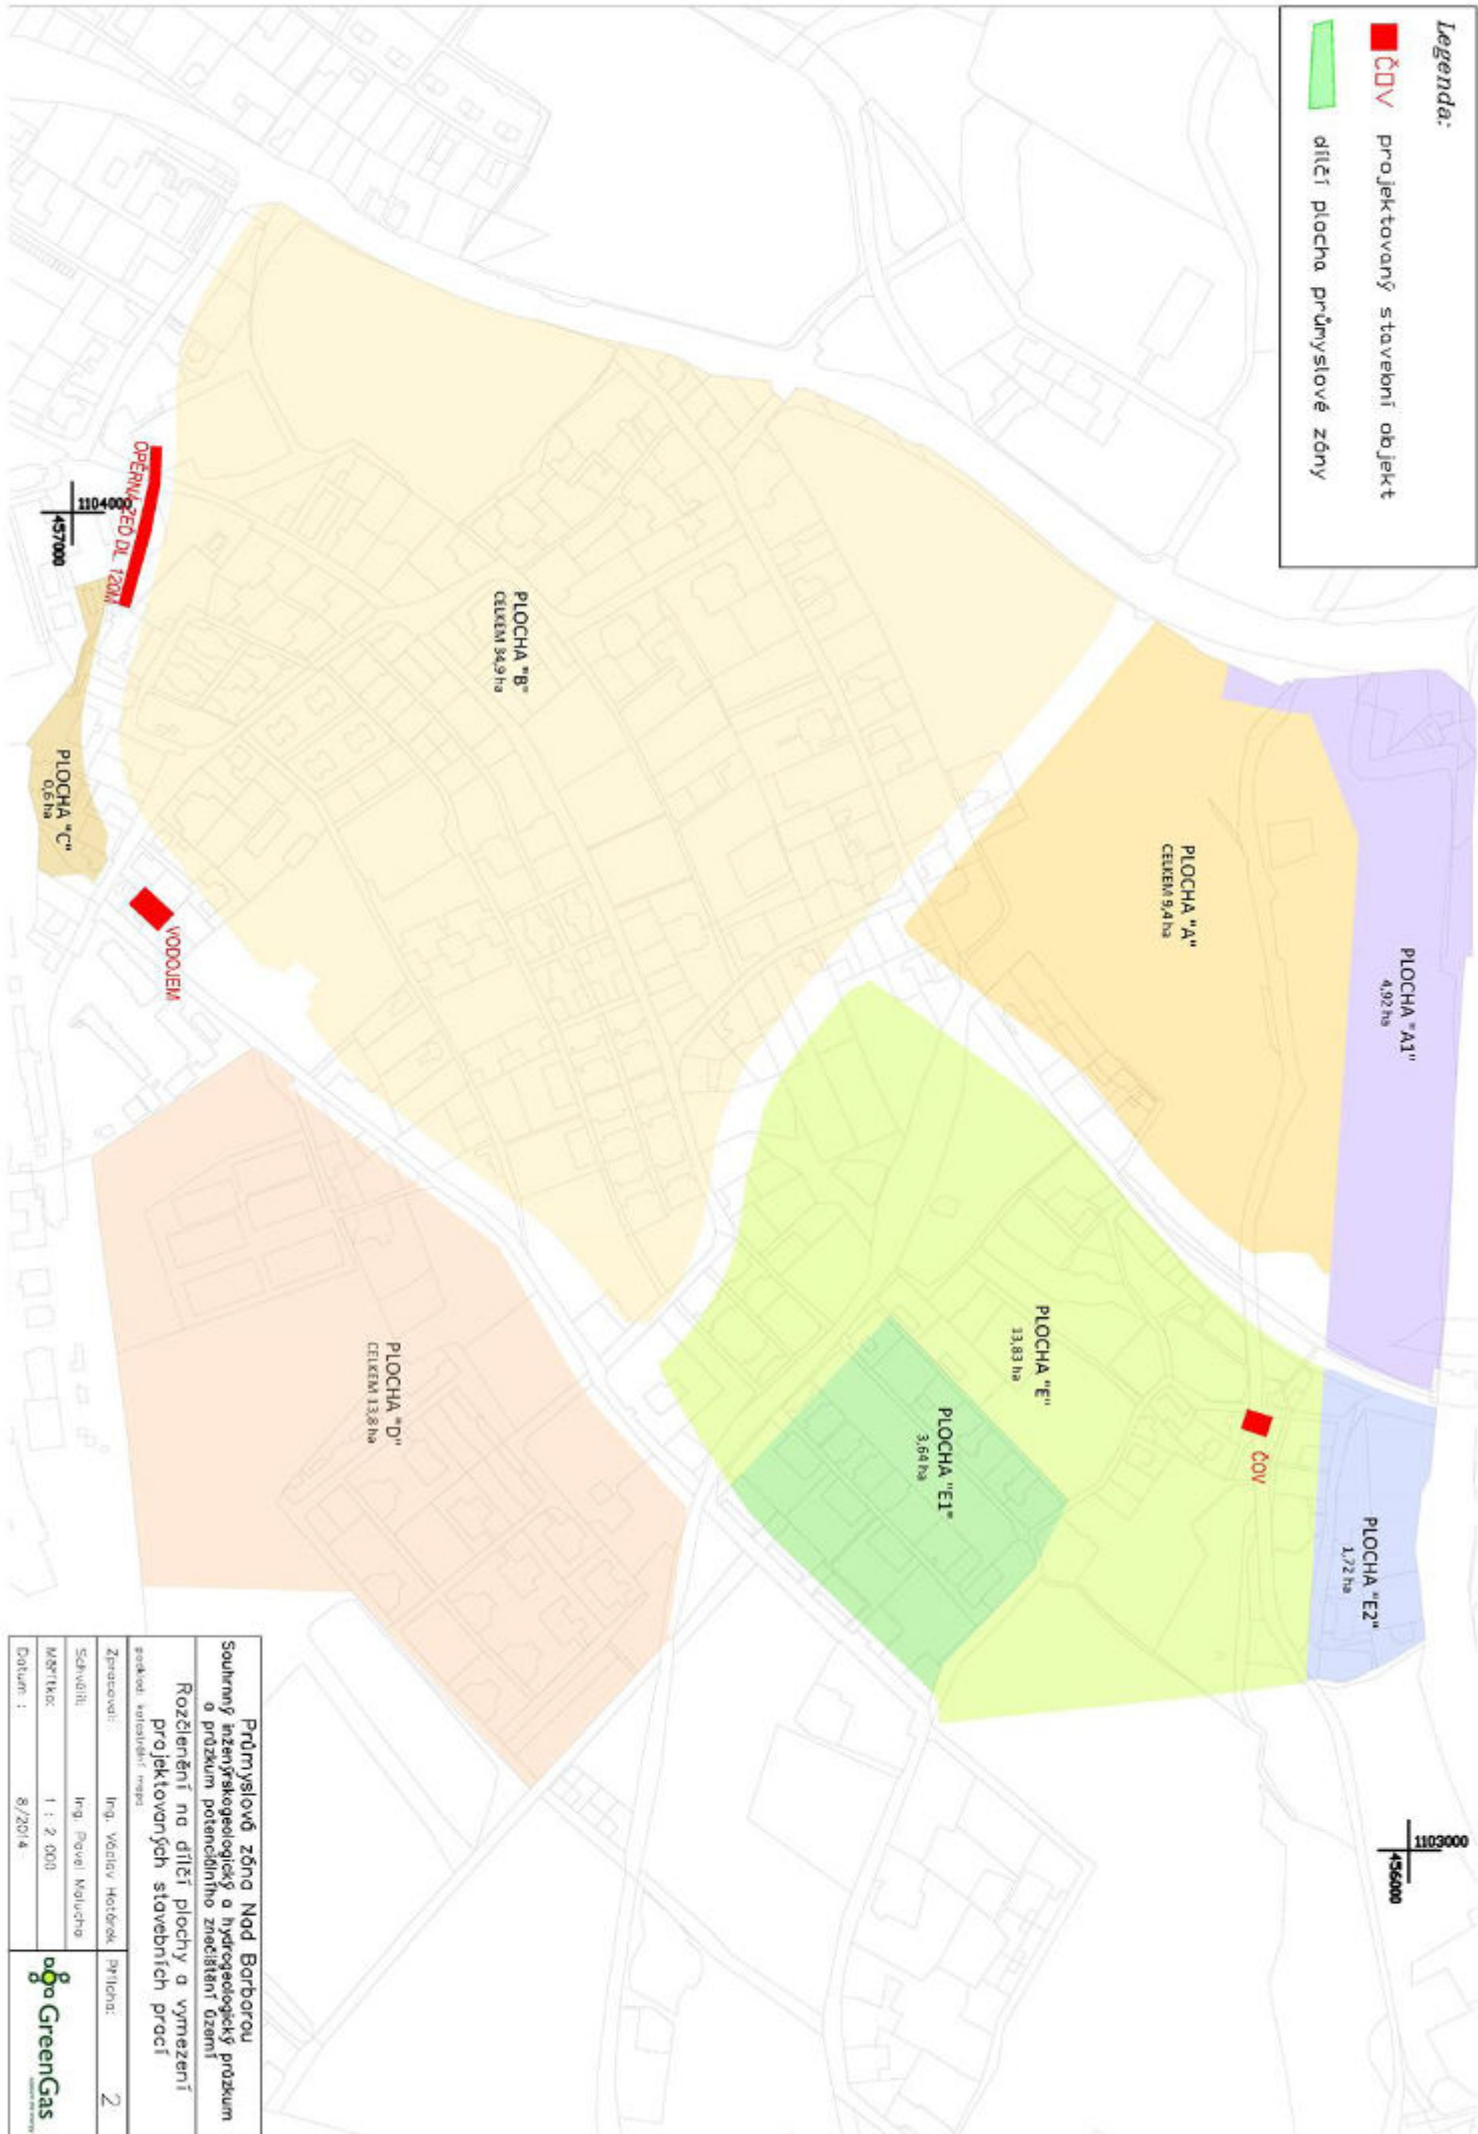 Legenda:
ČOV projektovaný stavební objekt
dílčí plocha průmyslové zóny
PLOCHA "A1"
4,92 ha
PLOCHA "E2"
1,72 ha
1103000
456000
PLOCHA "A"
CELKEM 9,4 ha
ČOV
PLOCHA "E"
13,83 ha
PLOCHA "E1"
3,64 ha
PLOCHA "B"
CELKEM 34,9 ha
PLOCHA "D"
CELKEM 13,8 ha
OPĚRNÁ ZEĎ DL. 120M
1104000
457000
VODOJEM
PLOCHA "C"
0,6 ha
Průmyslová zóna Nad Barborou
Souhrnný inženýrskogeologický a hydrogeologický průzkum
a průzkum potenciálního znečištění území
Rozčlenění na dílčí plochy a vymezení
projektovaných stavebních prací
podklad: katastrální mapa
Zpracoval: Ing. Václav Hotárek Příloha: 2
Schválil: Ing. Pavel Malucha
Měřítko: 1 : 2 000
Datum : 8/2014
GreenGas